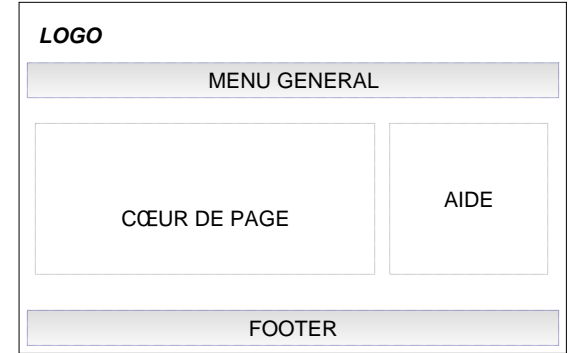 LOGO
MENU GENERAL
CŒUR DE PAGE
AIDE
FOOTER